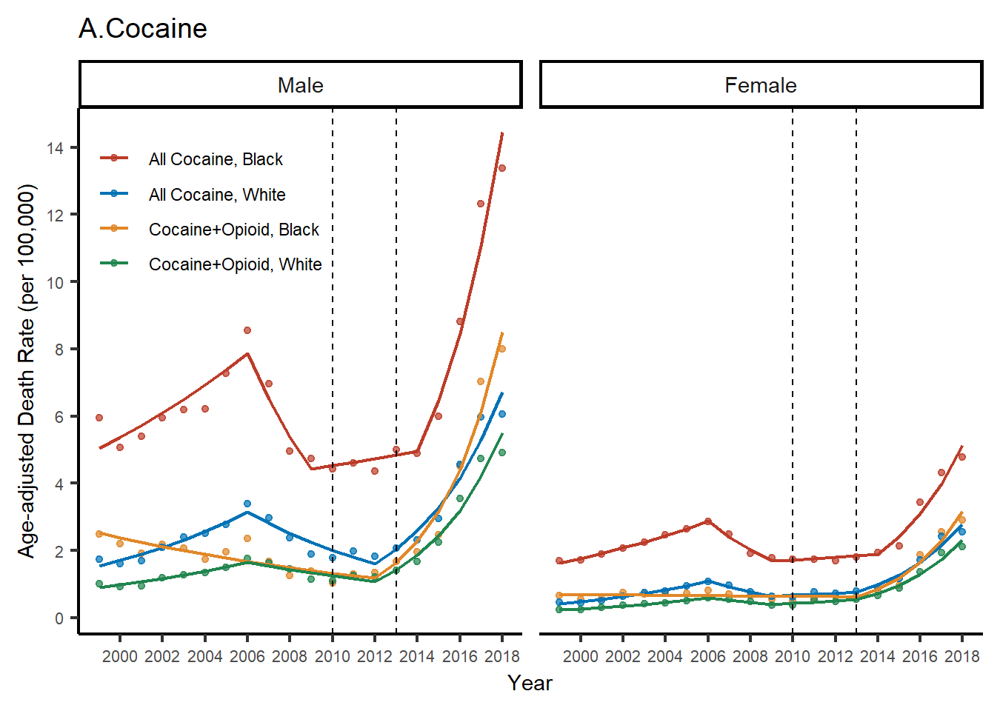 A.Cocaine
Male
Female
All Cocaine, Black
All Cocaine, White
Cocaine+Opioid, Black
Cocaine+Opioid, White
Age-adjusted Death Rate (per 100,000)
14
12
10
8
6
4
2
0
2000 2002 2004 2006 2008 2010 2012 2014 2016 2018
2000 2002 2004 2006 2008 2010 2012 2014 2016 2018
Year